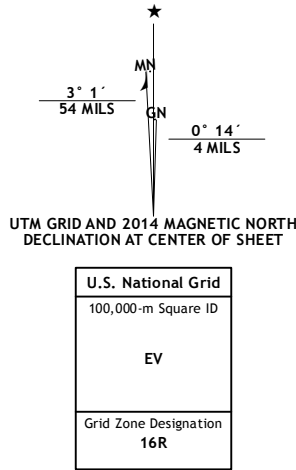 ★
MN
3° 1´
54 MILS
GN
0° 14´
4 MILS
UTM GRID AND 2014 MAGNETIC NORTH
DECLINATION AT CENTER OF SHEET
U.S. National Grid
100,000-m Square ID
EV
Grid Zone Designation
16R